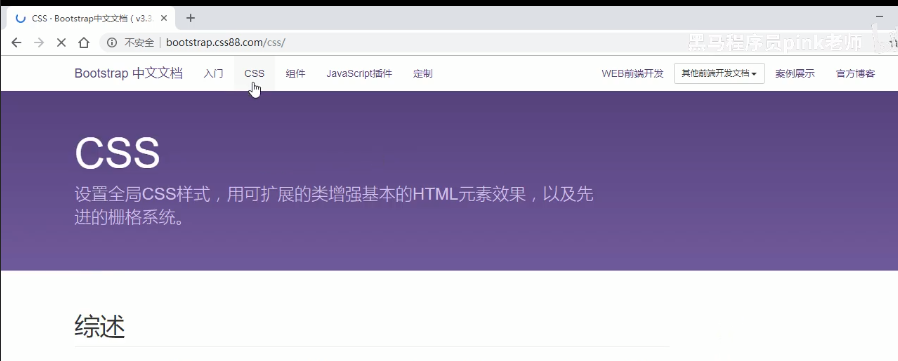 CSS · Bootstrap中文文档（v3.3.
不安全 | bootstrap.css88.com/css/
黑马程序员pink老师
Bootstrap 中文文档 入门 CSS 组件 JavaScript插件 定制 WEB前端开发 其他前端开发文档 案例展示 官方博客
CSS
设置全局CSS样式，用可扩展的类增强基本的HTML元素效果，以及先
进的栅格系统。
综述